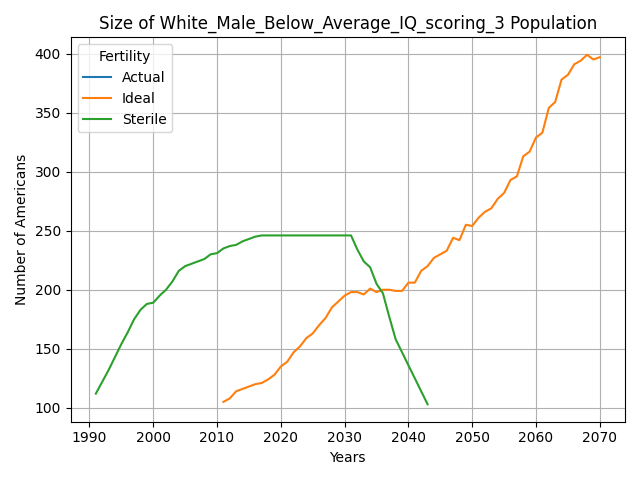 Size of White_Male_Below_Average_IQ_scoring_3 Population
Fertility
Actual
Ideal
Sterile
Number of Americans
400
350
300
250
200
150
100
1990 2000 2010 2020 2030 2040 2050 2060 2070
Years